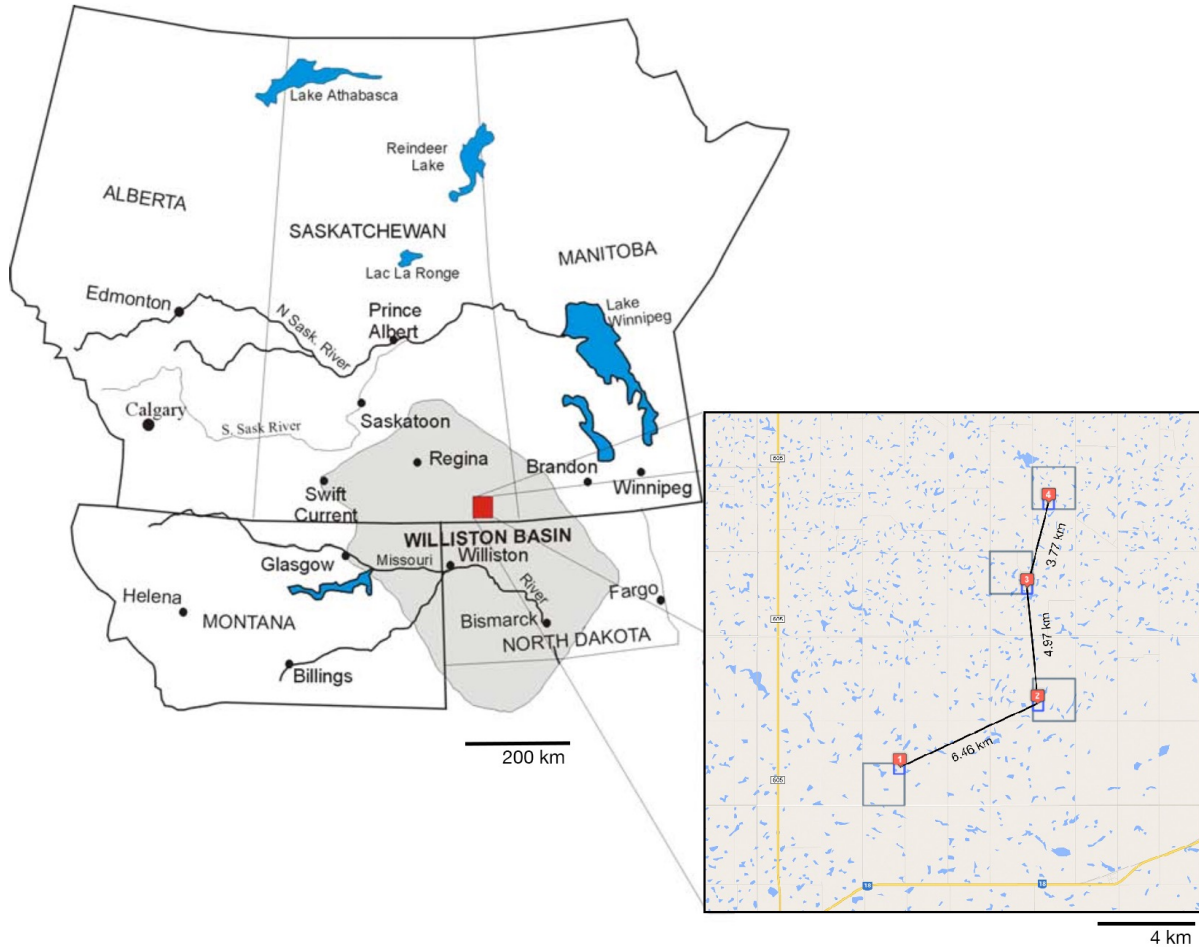 Lake Athabasca
Reindeer
Lake
ALBERTA
SASKATCHEWAN
MANITOBA
Lac La Ronge
Edmonton
N Sask. River
Prince
Albert
Lake
Winnipeg
Calgary
S. Sask River
Saskatoon
Regina
Brandon
Winnipeg
Swift
Current
WILLISTON BASIN
Glasgow
Missouri
Williston
River
Helena
MONTANA
Fargo
Bismarck
NORTH DAKOTA
Billings
200 km
605
4
3.77 km
3
605
4.97 km
2
6.46 km
1
605
18
18
4 km